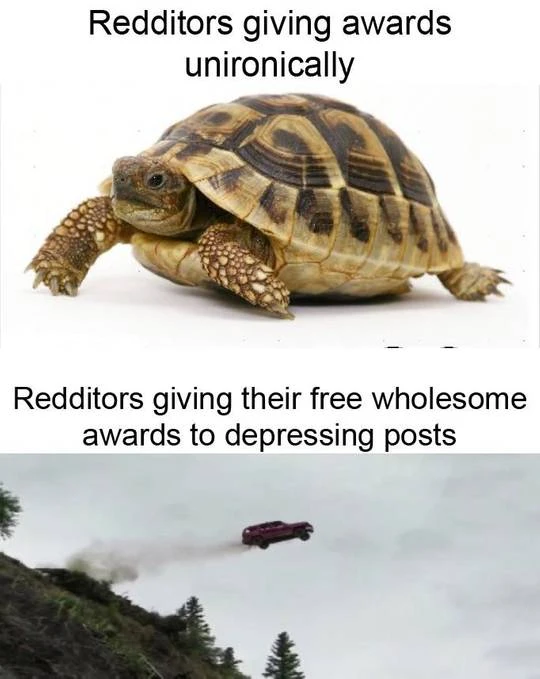 Redditors giving awards
unironically
Redditors giving their free wholesome
awards to depressing posts